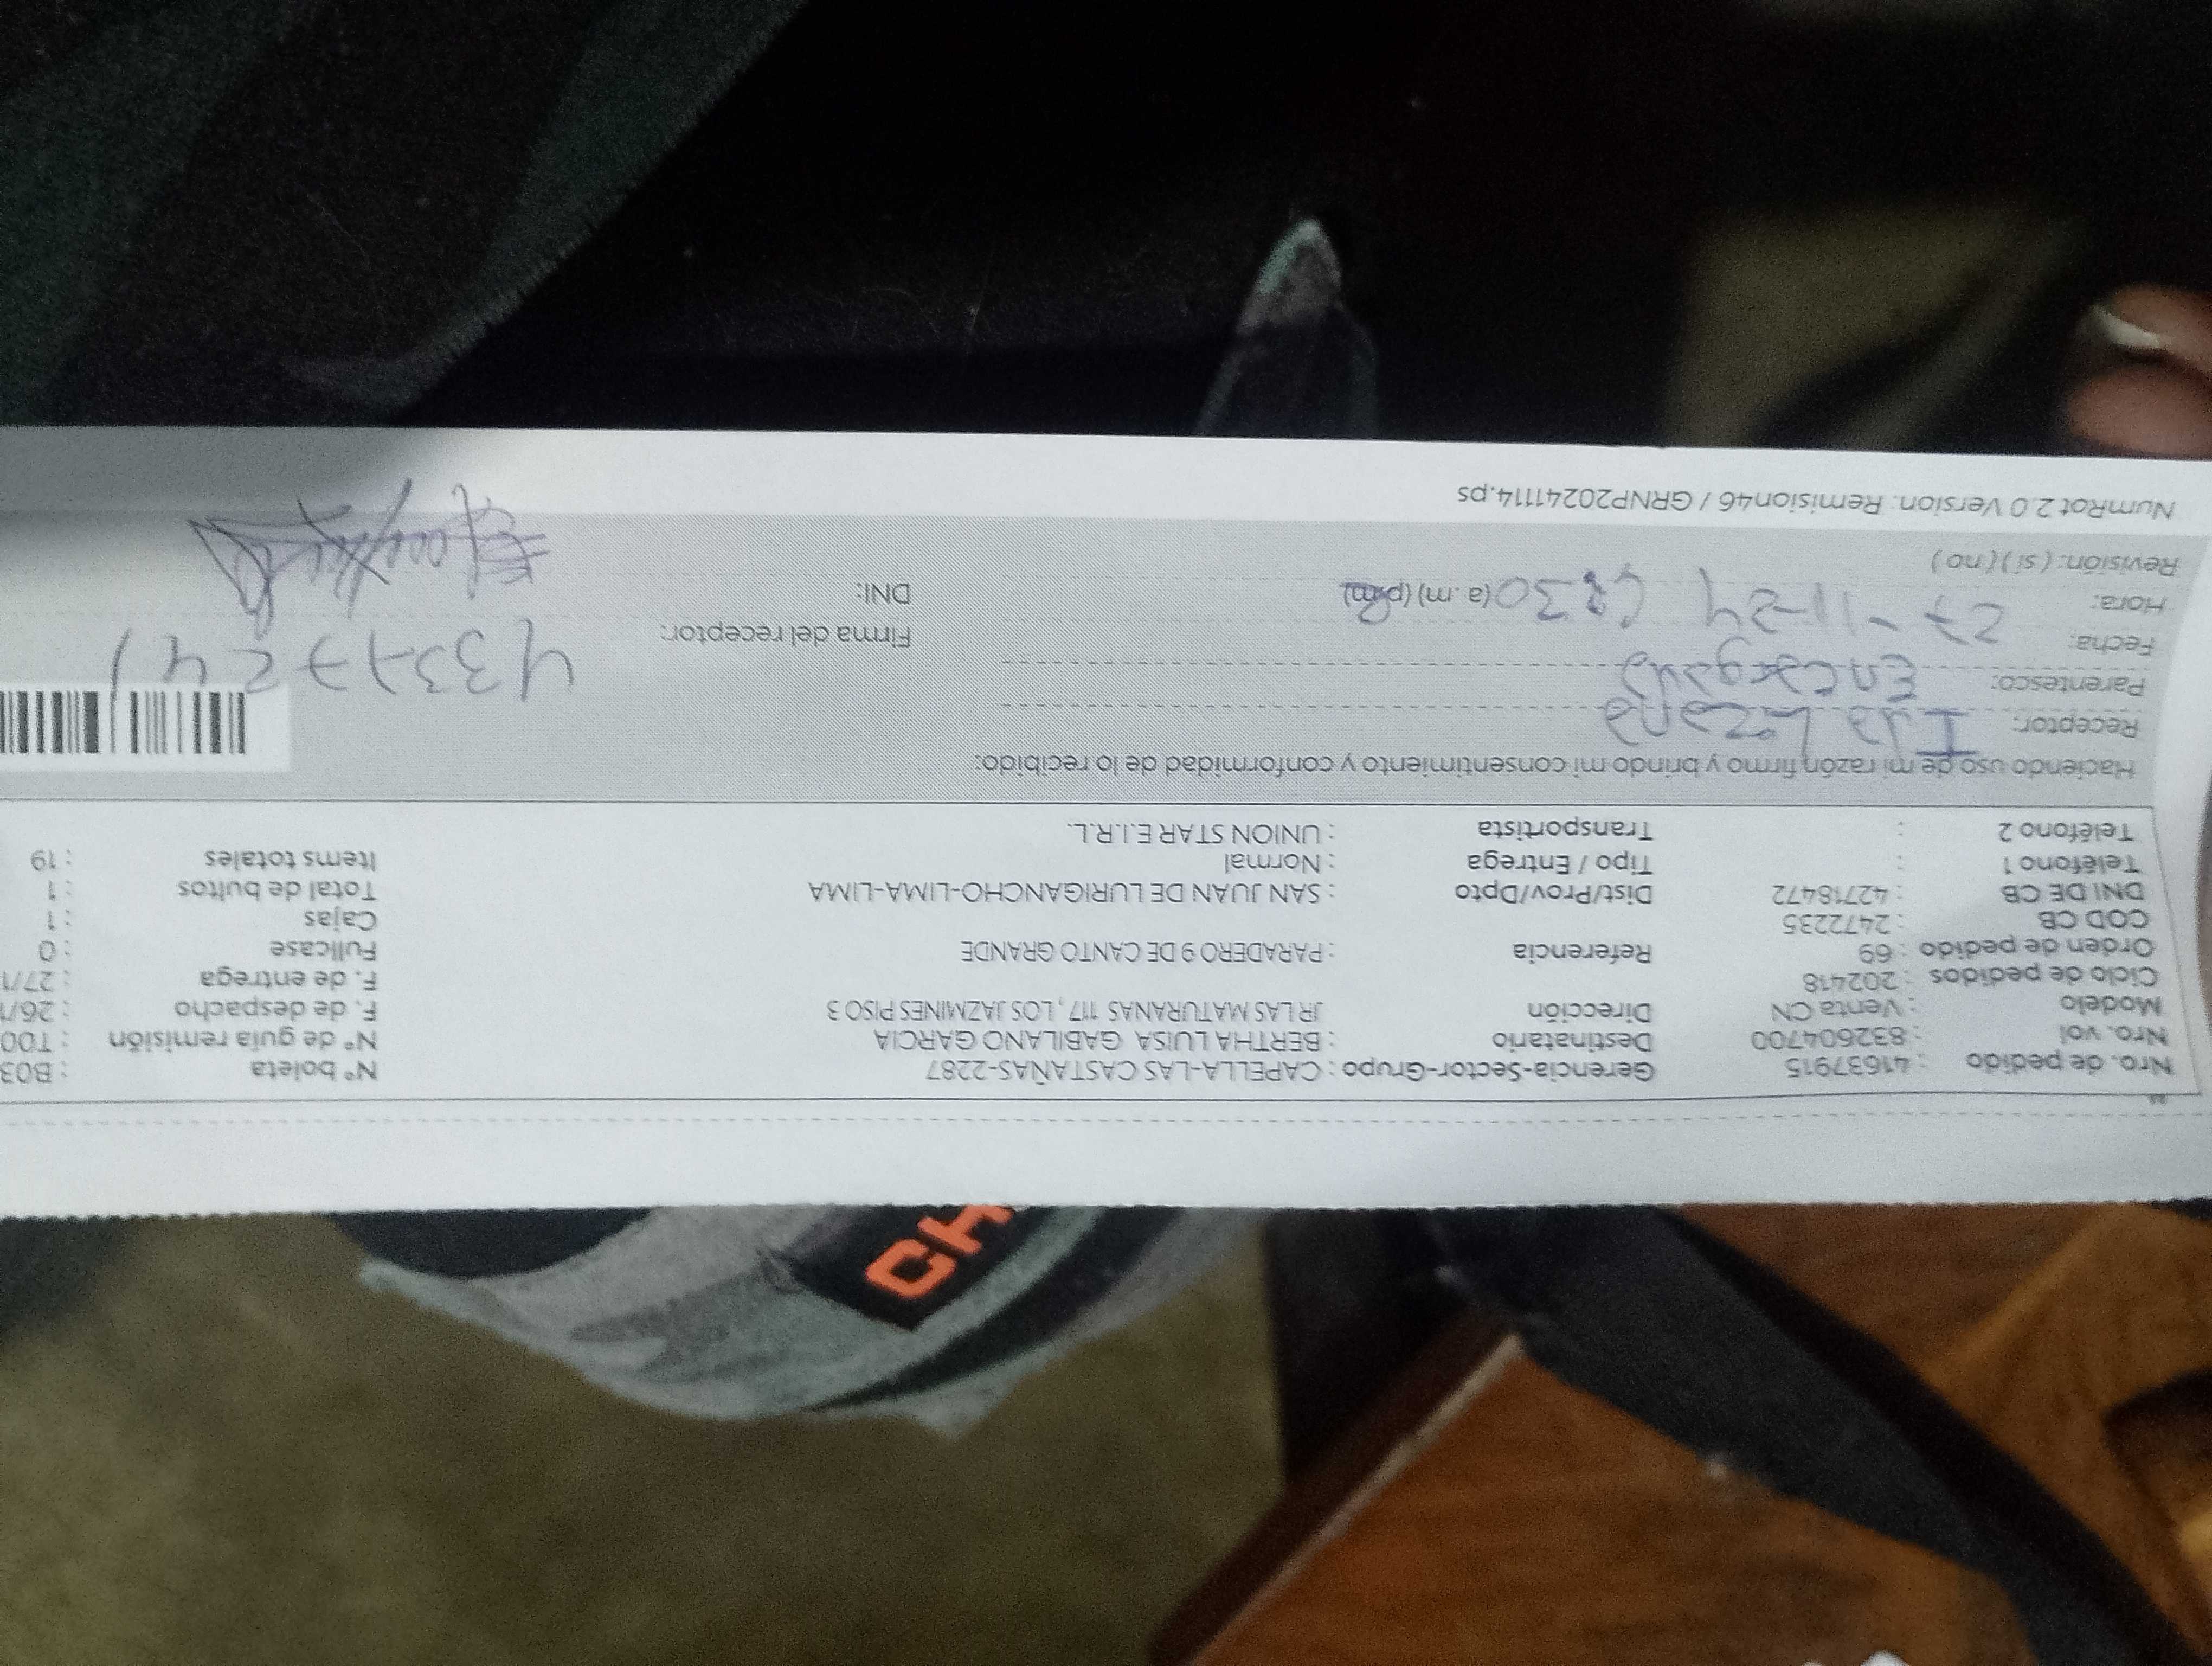 Nro. de pedido : 41637915 Gerencia-Sector-Grupo : CAPELLA-LAS CASTAÑAS-2287 N° boleta : B03
Nro. vol : 832604700 Destinatario : BERTHA LUISA GABILANO GARCIA N° de guía remisión : T00
Modelo : Venta CN Dirección JR LAS MATURANAS 117, LOS JAZMINES PISO 3 F. de despacho : 26/1
Ciclo de pedidos : 202418 F. de entrega : 27/1
Orden de pedido : 69 Referencia : PARADERO 9 DE CANTO GRANDE Fullcase : 0
COD CB : 2472235 Cajas : 1
DNI DE CB : 42718472 Dist/Prov/Dpto : SAN JUAN DE LURIGANCHO-LIMA-LIMA Total de bultos : 1
Teléfono 1 : Tipo / Entrega : Normal Items totales : 19
Teléfono 2 : Transportista : UNION STAR E.I.R.L.
Haciendo uso de mi razón firmo y brindo mi consentimiento y conformidad de lo recibido:
Receptor: Ida Lozano
Parentesco: Encargada
Fecha: 27-11-24 Firma del receptor:
Hora: (a. m) (p.m) DNI:
Revisión: ( si ) ( no )
NumRot 2.0 Version: Remision46 / GRNP20241114.ps
CH